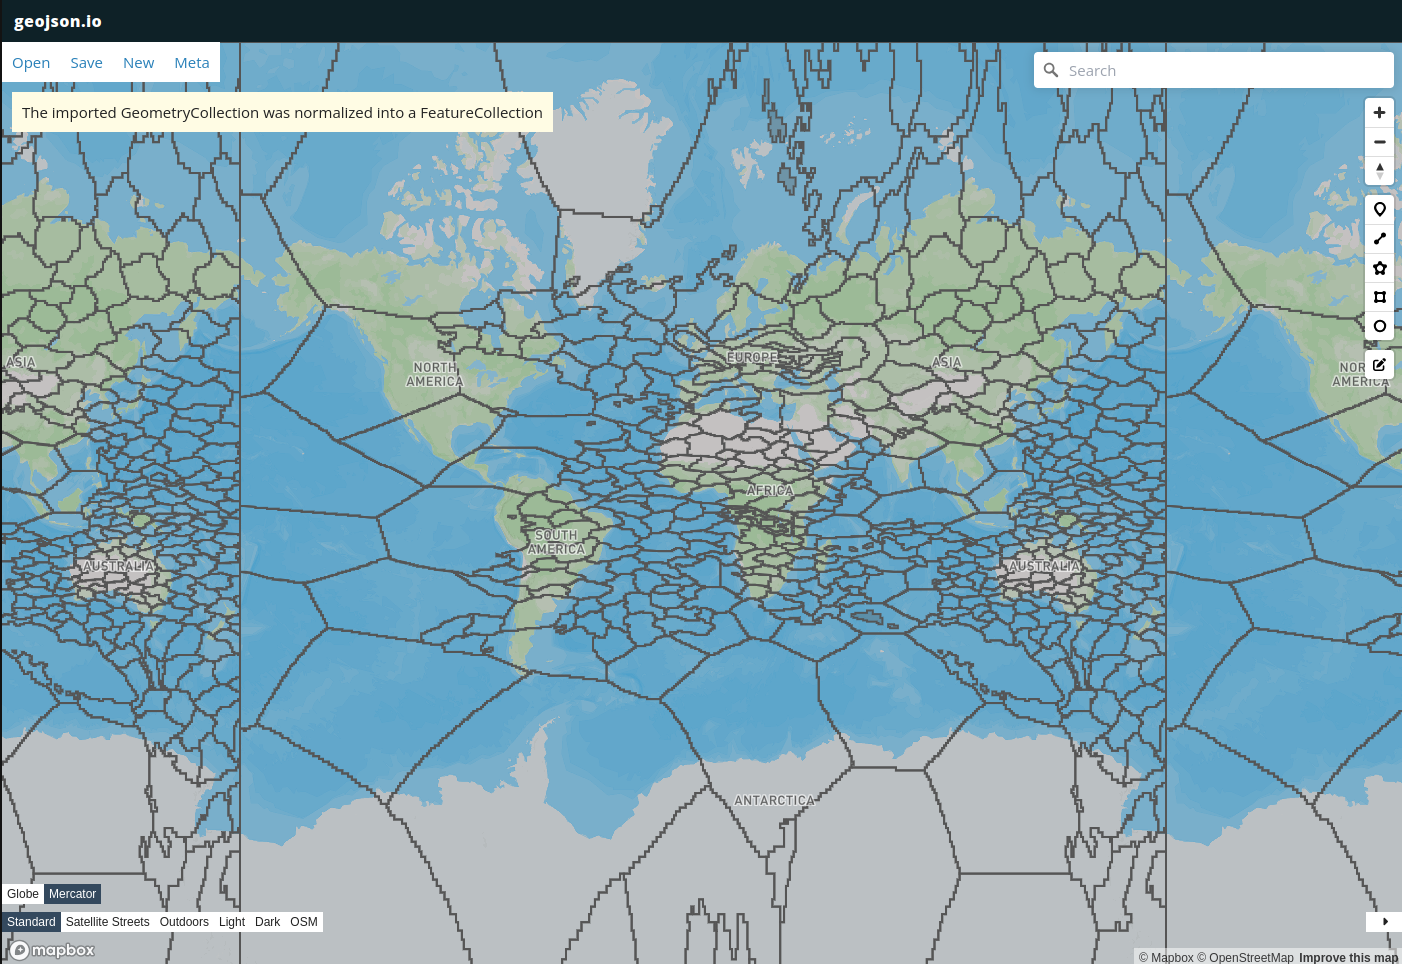 geojson.io
Open Save New Meta
Search
The imported GeometryCollection was normalized into a FeatureCollection
ASIA
NORTH
AMERICA
EUROPE
ASIA
NOR
AMERICA
AFRICA
SOUTH
AMERICA
AUSTRALIA
AUSTRALIA
ANTARCTICA
Globe Mercator
Standard Satellite Streets Outdoors Light Dark OSM
mapbox
© Mapbox © OpenStreetMap Improve this map